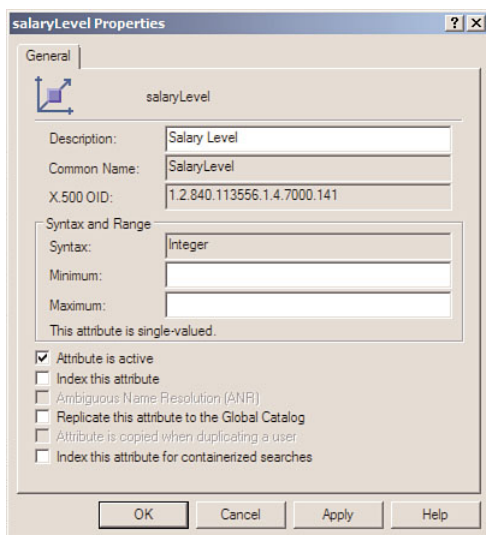 salaryLevel Properties
General
salaryLevel
Description: Salary Level
Common Name: SalaryLevel
X.500 OID: 1.2.840.113556.1.4.7000.141
Syntax and Range
Syntax: Integer
Minimum:
Maximum:
This attribute is single-valued.
Attribute is active
Index this attribute
Ambiguous Name Resolution (ANR)
Replicate this attribute to the Global Catalog
Attribute is copied when duplicating a user
Index this attribute for containerized searches
OK Cancel Apply Help